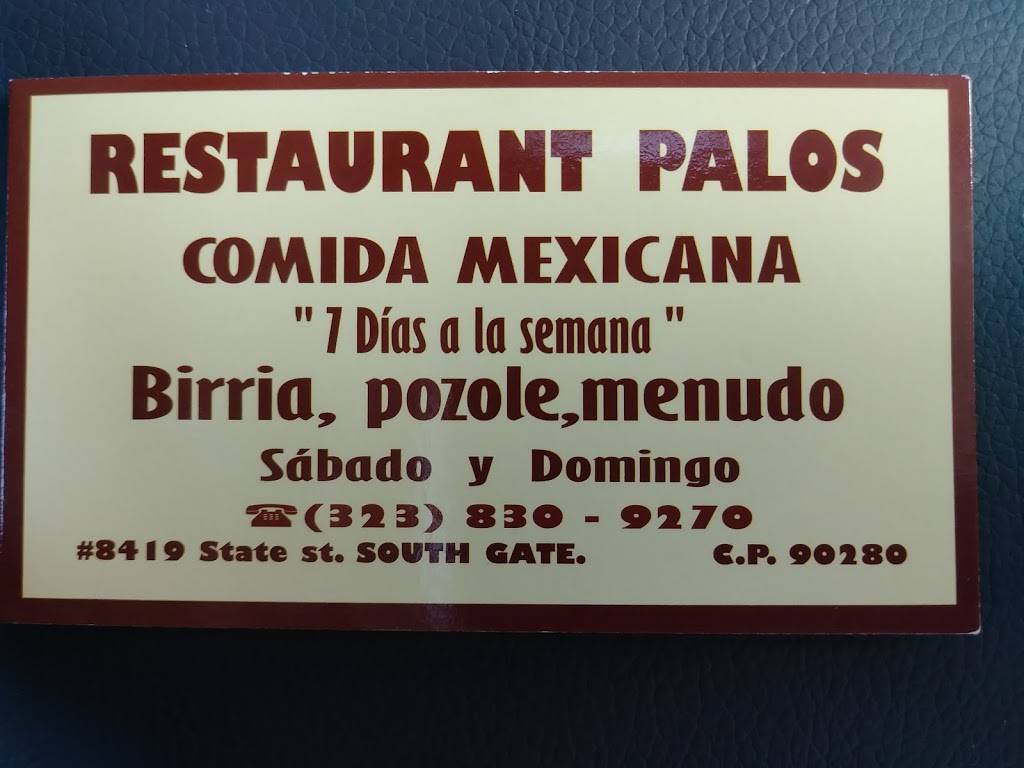 RESTAURANT PALOS
COMIDA MEXICANA
" 7 Días a la semana "
Birria, pozole,menudo
Sábado y Domingo
☎(323) 830 - 9270
#8419 State st. SOUTH GATE. C.P. 90280